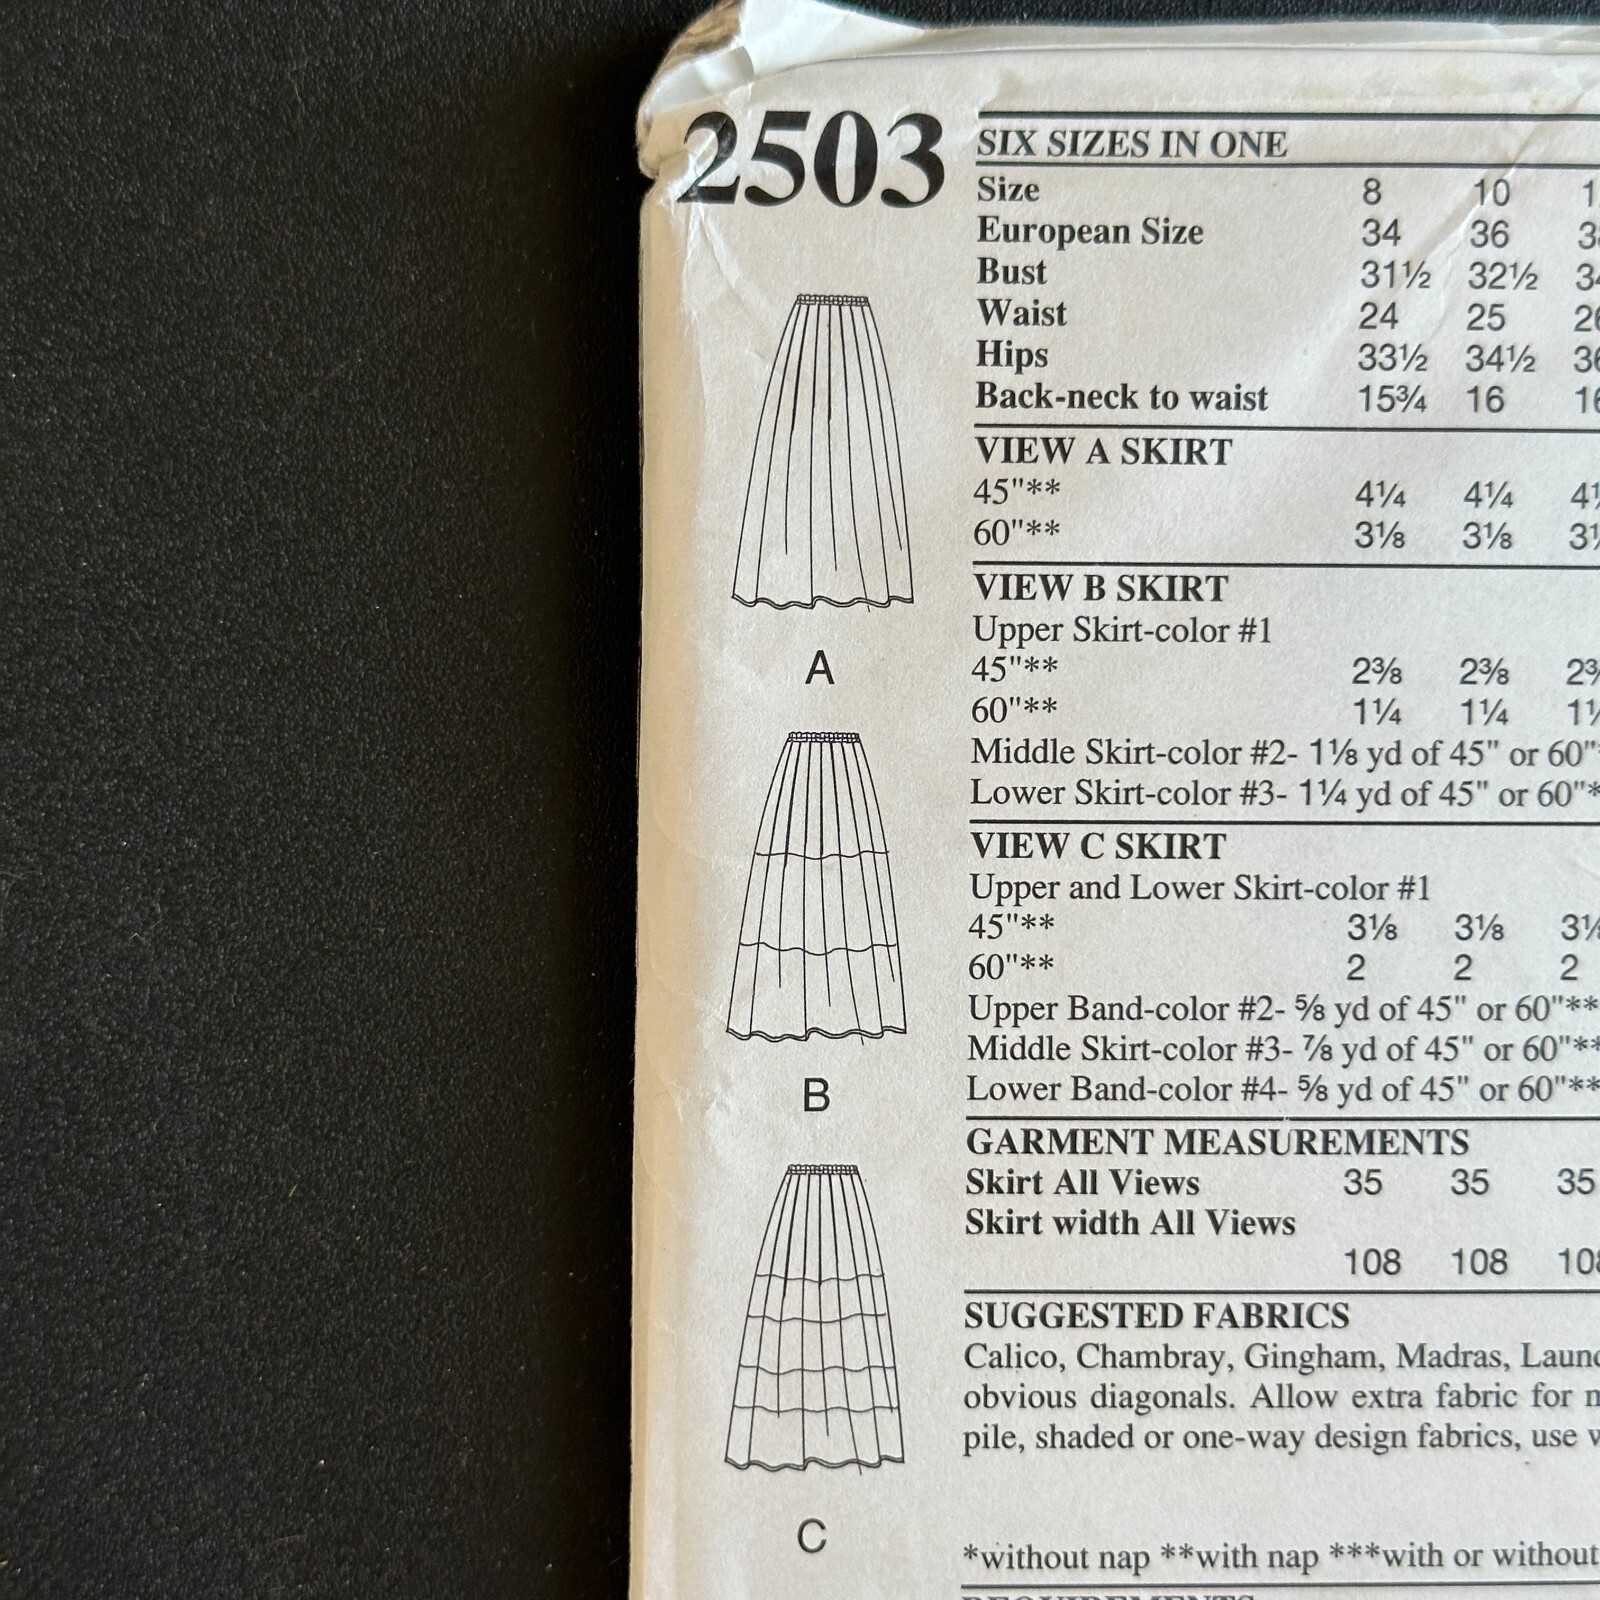 2503
SIX SIZES IN ONE
Size 8 10
European Size 34 36
Bust 31½ 32½
Waist 24 25
Hips 33½ 34½
Back-neck to waist 15¾ 16
VIEW A SKIRT
45"** 4¼ 4¼
60"** 3⅛ 3⅛
VIEW B SKIRT
Upper Skirt-color #1
45"** 2⅜ 2⅜
60"** 1¼ 1¼
Middle Skirt-color #2- 1⅛ yd of 45" or 60"
Lower Skirt-color #3- 1¼ yd of 45" or 60"*
VIEW C SKIRT
Upper and Lower Skirt-color #1
45"** 3⅛ 3⅛
60"** 2 2 2
Upper Band-color #2- ⅝ yd of 45" or 60"**
Middle Skirt-color #3- ⅞ yd of 45" or 60"**
Lower Band-color #4- ⅝ yd of 45" or 60"**
GARMENT MEASUREMENTS
Skirt All Views 35 35 35
Skirt width All Views
108 108
SUGGESTED FABRICS
Calico, Chambray, Gingham, Madras,
obvious diagonals. Allow extra fabric for
pile, shaded or one-way design fabrics, use
*without nap **with nap ***with or without
A
B
C